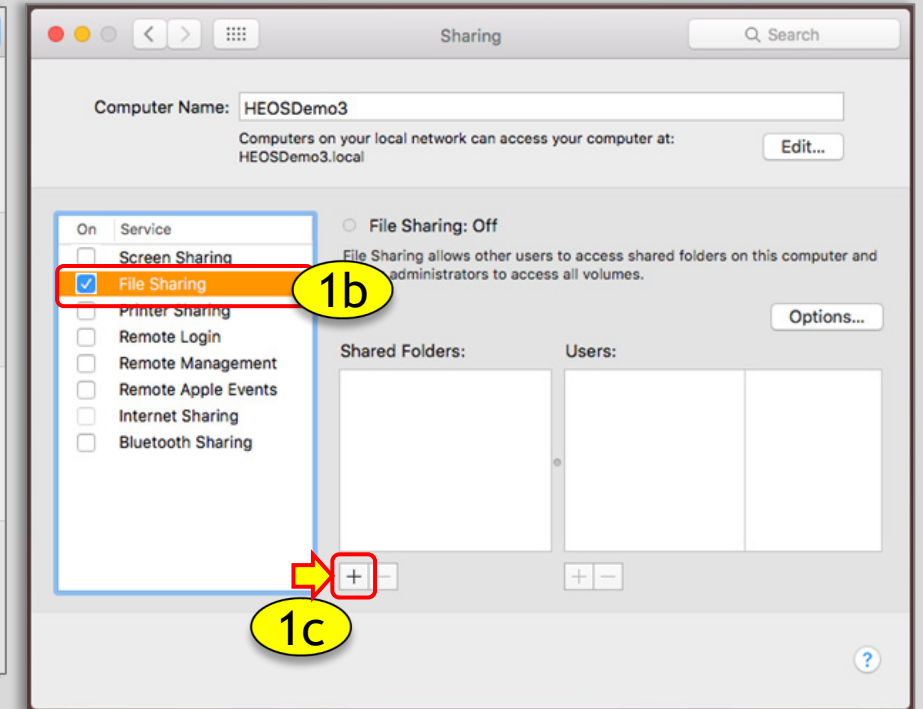 Sharing
Search
Computer Name: HEOSDemo3
Computers on your local network can access your computer at:
HEOSDemo3.local
Edit...
On Service
Screen Sharing
File Sharing
Printer Sharing
Remote Login
Remote Management
Remote Apple Events
Internet Sharing
Bluetooth Sharing
1b
File Sharing: Off
File Sharing allows other users to access shared folders on this computer and
administrators to access all volumes.
Options...
Shared Folders:
Users:
+ −
+ −
1c
?